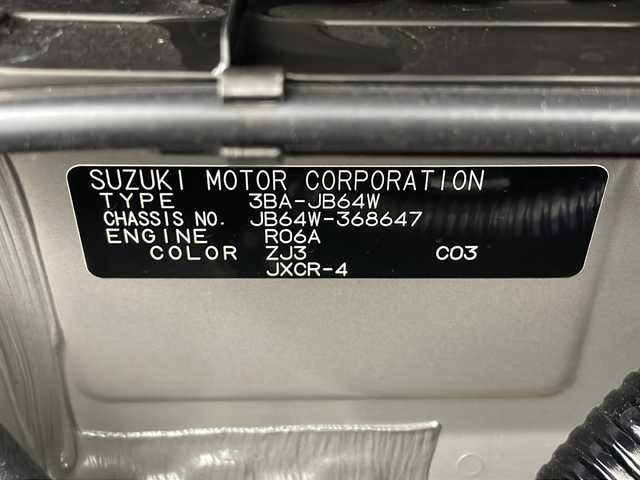 SUZUKI MOTOR CORPORATION
TYPE 3BA-JB64W
CHASSIS NO. JB64W-368647
ENGINE R06A
COLOR ZJ3 C03
JXCR-4